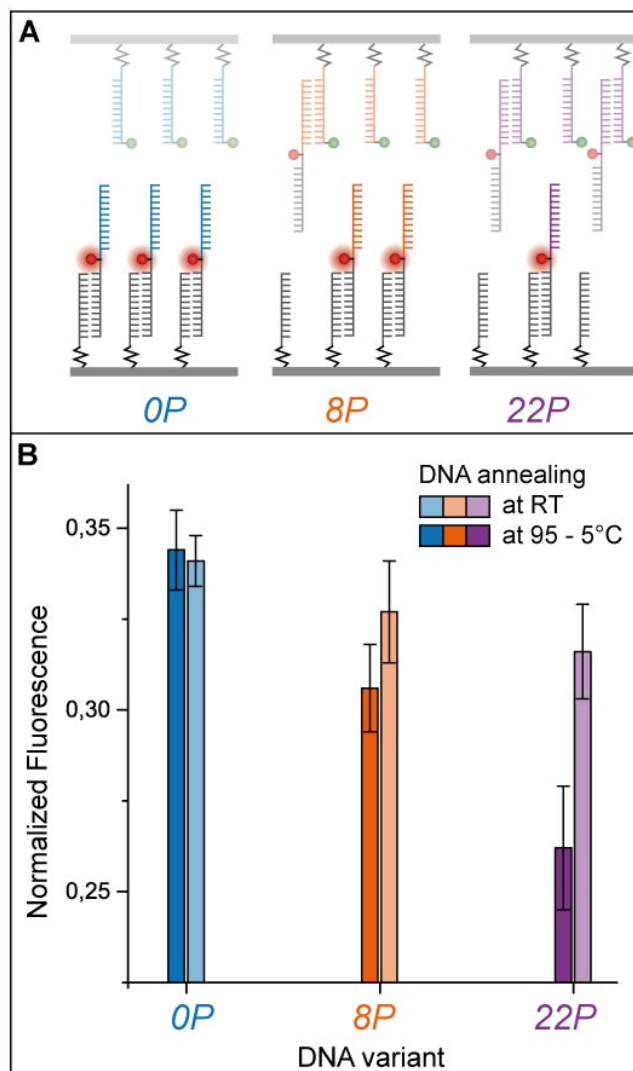 A
0P 8P 22P
B
DNA annealing
at RT
at 95 - 5°C
0,35
0,30
0,25
Normalized Fluorescence
0P 8P 22P
DNA variant